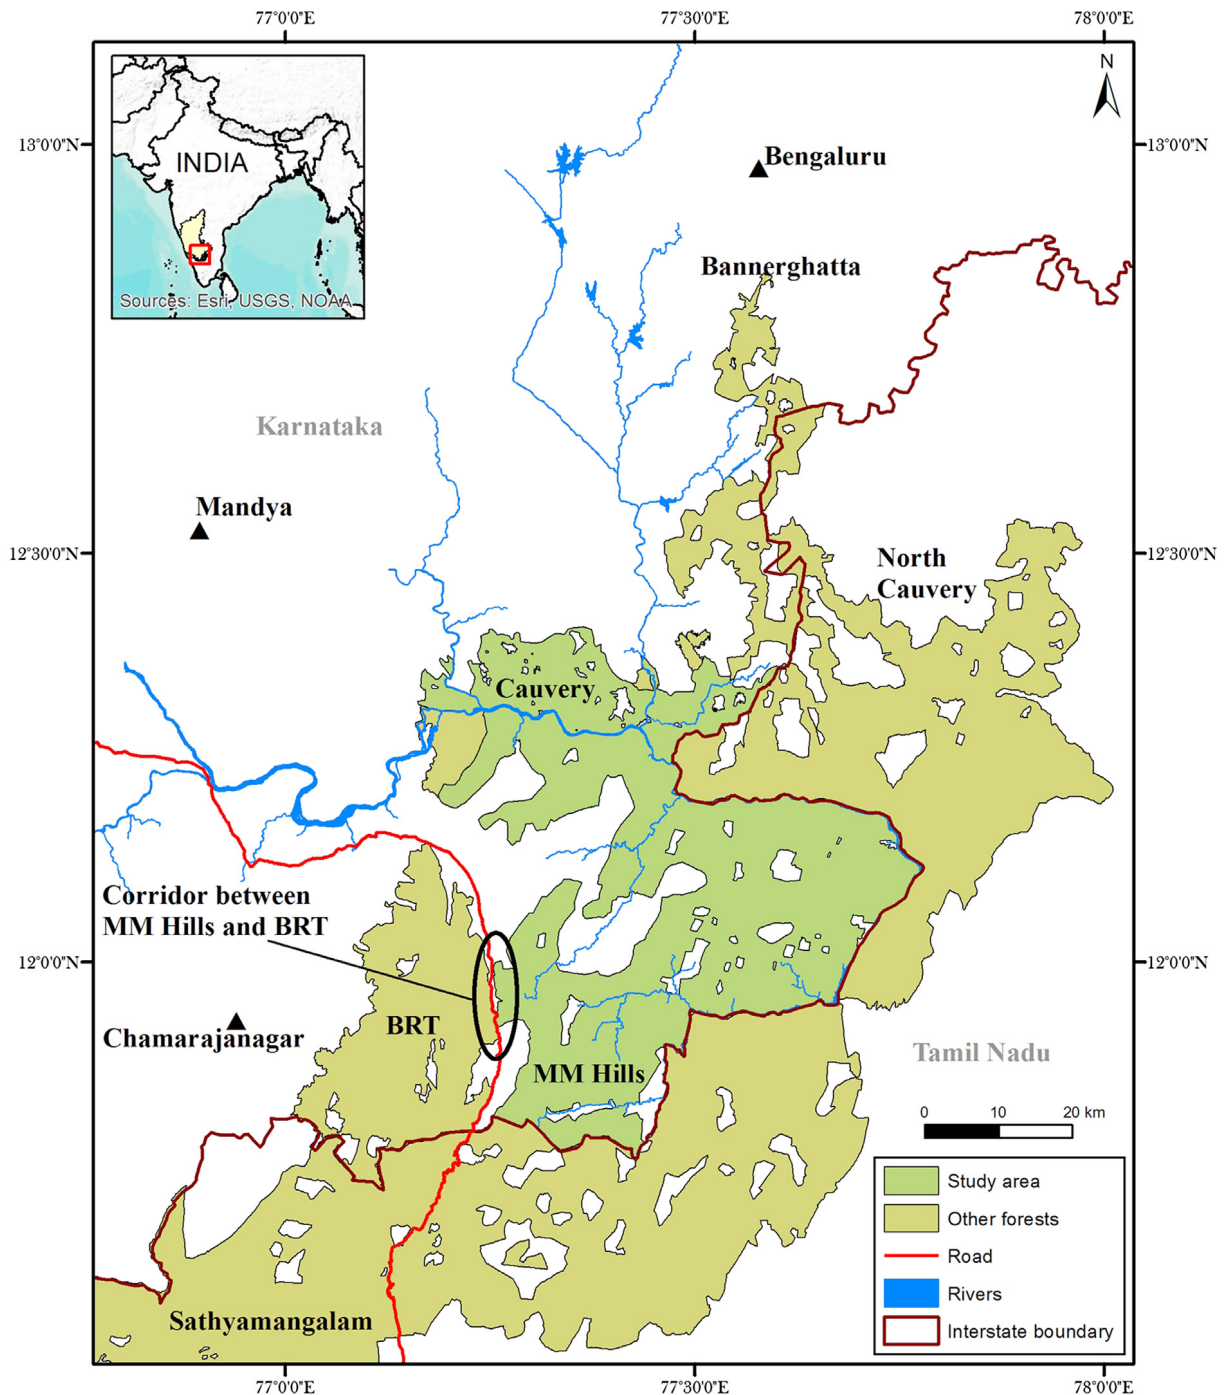 77°0'0"E
77°30'0"E
78°0'0"E
N
INDIA
Sources: Esri, USGS, NOAA
13°0'0"N
13°0'0"N
Bengaluru
Bannerghatta
Karnataka
Mandya
12°30'0"N
12°30'0"N
North
Cauvery
Cauvery
Corridor between
MM Hills and BRT
12°0'0"N
12°0'0"N
Chamarajanagar
BRT
MM Hills
Tamil Nadu
0 10 20 km
Study area
Other forests
Road
Rivers
Interstate boundary
Sathyamangalam
77°0'0"E
77°30'0"E
78°0'0"E